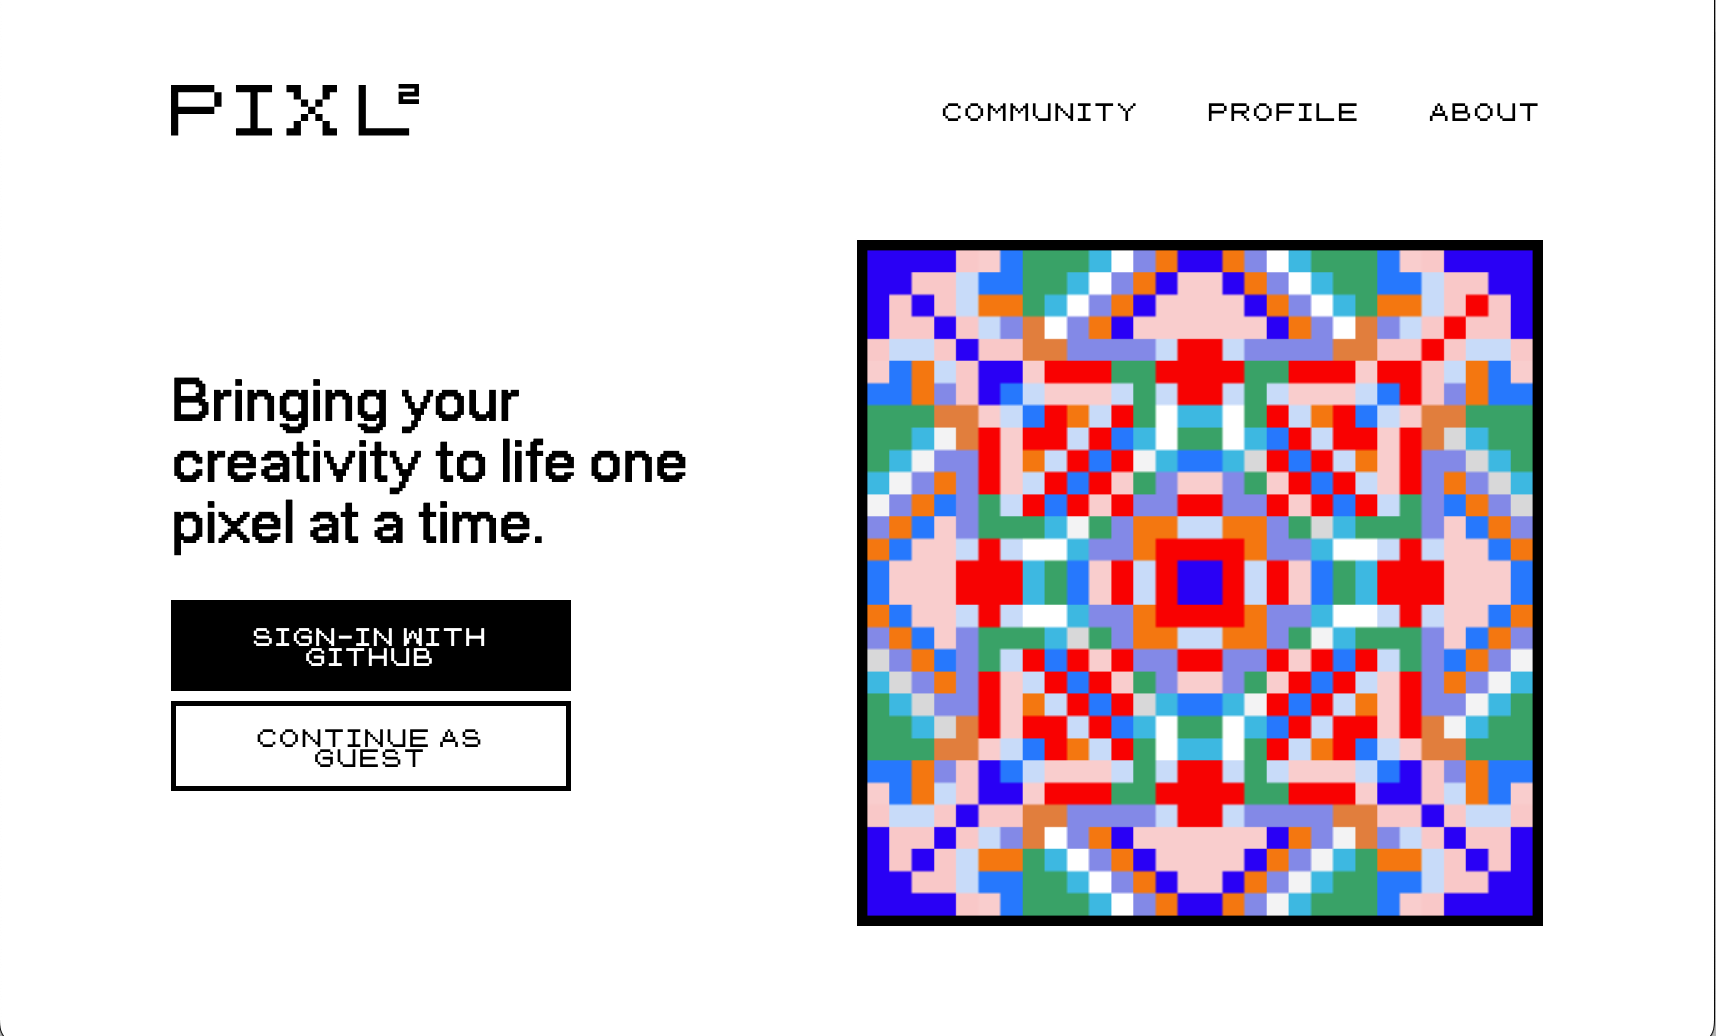 PIXL²
COMMUNITY PROFILE ABOUT
Bringing your
creativity to life one
pixel at a time.
SIGN-IN WITH
GITHUB
CONTINUE AS
GUEST